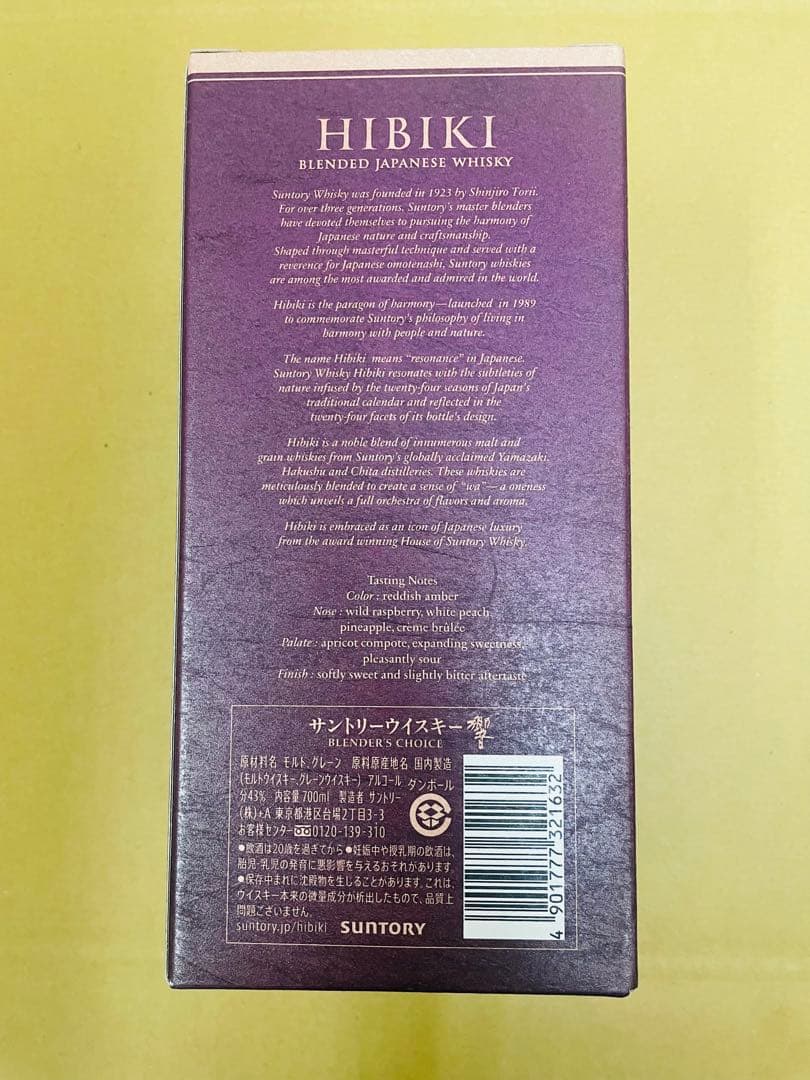 HIBIKI
BLENDED JAPANESE WHISKY
Suntory Whisky was founded in 1923 by Shinjiro Torii.
For over three generations, Suntory's master blenders
have devoted themselves to pursuing the harmony of
Japanese nature and craftsmanship.
Shaped through masterful technique and served with a
reverence for Japanese omotenashi, Suntory whiskies
are among the most awarded and admired in the world.
Hibiki is the paragon of harmony—launched in 1989
to commemorate Suntory's philosophy of living in
harmony with people and nature.
The name Hibiki means “resonance” in Japanese.
Suntory Whisky Hibiki resonates with the subtleties of
nature infused by the twenty-four seasons of Japan's
traditional calendar and reflected in the
twenty-four facets of its bottle's design.
Hibiki is a noble blend of innumerous malt and
grain whiskies from Suntory's globally acclaimed Yamazaki,
Hakushu and Chita distilleries. These whiskies are
meticulously blended to create a sense of “wa”—a oneness
which unveils a full orchestra of flavors and aroma.
Hibiki is embraced as an icon of Japanese luxury
from the award winning House of Suntory Whisky.
Tasting Notes
Color : reddish amber
Nose : wild raspberry, white peach,
pineapple, crème brûlée
Palate : apricot compote, expanding sweetness,
pleasantly sour
Finish : softly sweet and slightly bitter aftertaste
サントリーウイスキー 響
BLENDER'S CHOICE
原材料名 モルト、グレーン 原料原産地名 国内製造
(モルトウイスキー、グレーンウイスキー) アルコール
分43% 内容量700ml 製造者 サントリー
(株)+A 東京都港区台場2丁目3-3
お客様センター 0120-139-310
ダンボール
●飲酒は20歳を過ぎてから ●妊娠中や授乳期の飲酒は、
胎児・乳児の発育に悪影響を与えるおそれがあります。
●保存中まれに沈殿物を生じることがあります。これは、
ウイスキー本来の微量成分が析出したもので、品質上
問題ございません。
suntory.jp/hibiki SUNTORY
4 901777 321632